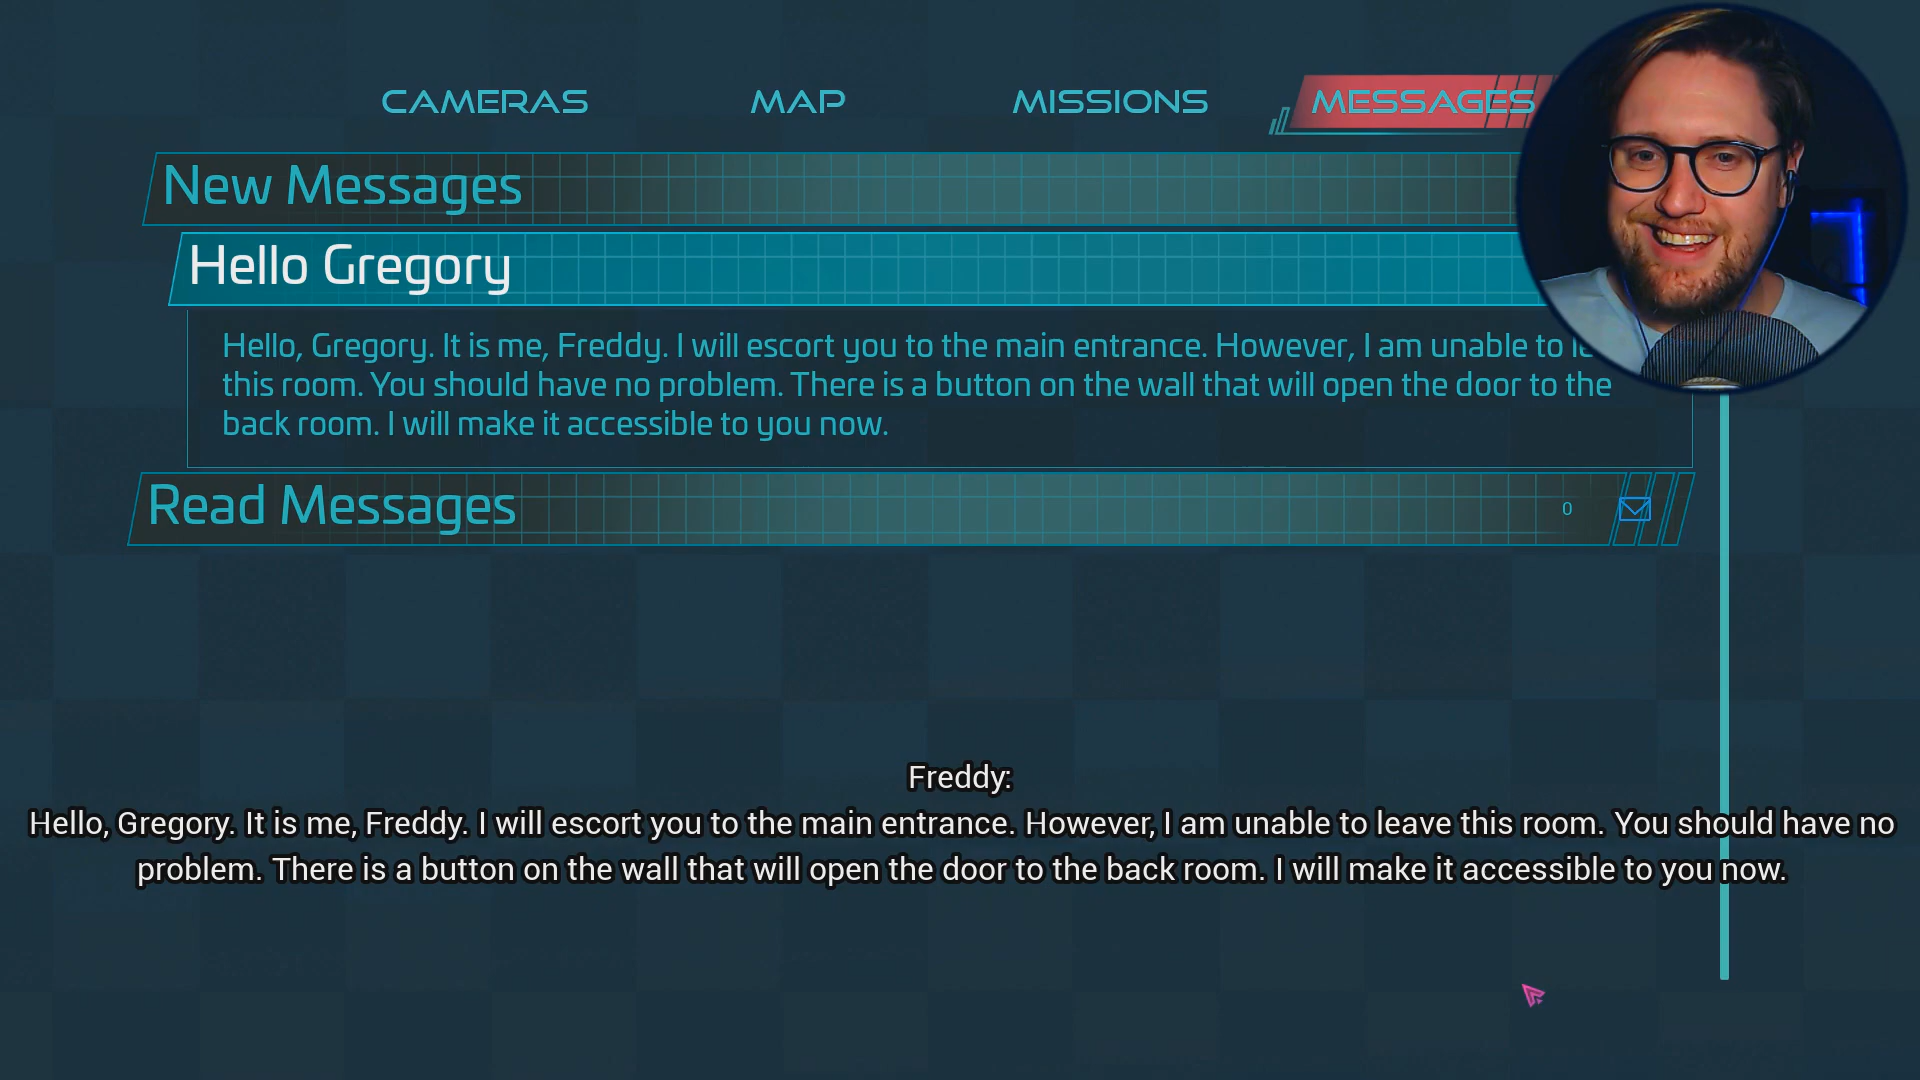 CAMERAS MAP MISSIONS MESSAGES
New Messages
Hello Gregory
Hello, Gregory. It is me, Freddy. I will escort you to the main entrance. However, I am unable to
this room. You should have no problem. There is a button on the wall that will open the door to the
back room. I will make it accessible to you now.
Read Messages 0
Freddy:
Hello, Gregory. It is me, Freddy. I will escort you to the main entrance. However, I am unable to leave this room. You should have no
problem. There is a button on the wall that will open the door to the back room. I will make it accessible to you now.